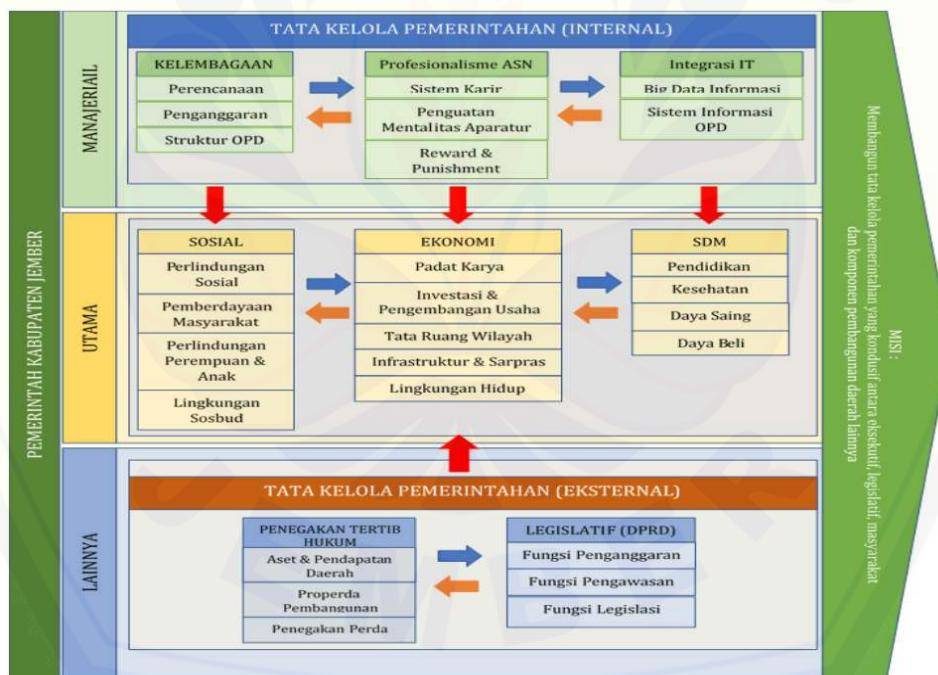 PEMERINTAH KABUPATEN JEMBER
MANAJERIAIL
TATA KELOLA PEMERINTAHAN (INTERNAL)
KELEMBAGAAN
Perencanaan
Penganggaran
Struktur OPD
Profesionalisme ASN
Sistem Karir
Penguatan
Mentalitas Aparatur
Reward &
Punishment
Integrasi IT
Big Data Informasi
Sistem Informasi
OPD
UTAMA
SOSIAL
Perlindungan
Sosial
Pemberdayaan
Masyarakat
Perlindungan
Perempuan &
Anak
Lingkungan
Sosbud
EKONOMI
Padat Karya
Investasi &
Pengembangan Usaha
Tata Ruang Wilayah
Infrastruktur & Sarpras
Lingkungan Hidup
SDM
Pendidikan
Kesehatan
Daya Saing
Daya Beli
LAINNYA
TATA KELOLA PEMERINTAHAN (EKSTERNAL)
PENEGAKAN TERTIB
HUKUM
Aset & Pendapatan
Daerah
Properda
Pembangunan
Penegakan Perda
LEGISLATIF (DPRD)
Fungsi Penganggaran
Fungsi Pengawasan
Fungsi Legislasi
MISI :
Membangun tata kelola pemerintahan yang kondusif antara eksekutif, legislatif, masyarakat
dan komponen pembangunan daerah lainnya